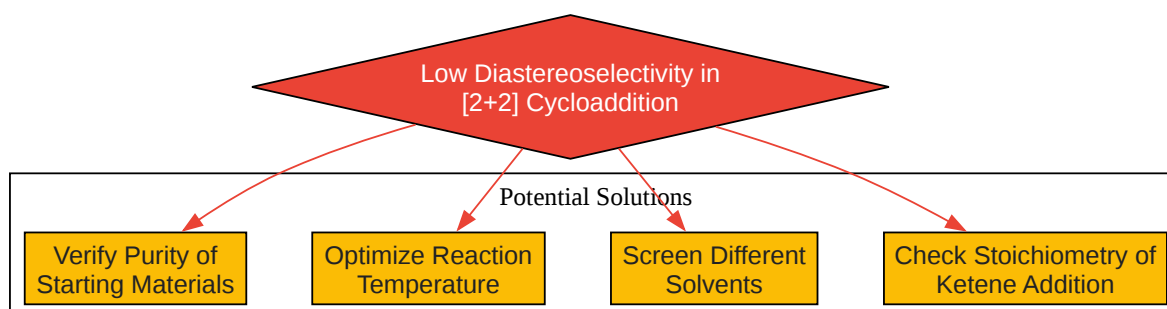 Low Diastereoselectivity in
[2+2] Cycloaddition
Potential Solutions
Verify Purity of
Starting Materials
Optimize Reaction
Temperature
Screen Different
Solvents
Check Stoichiometry of
Ketene Addition